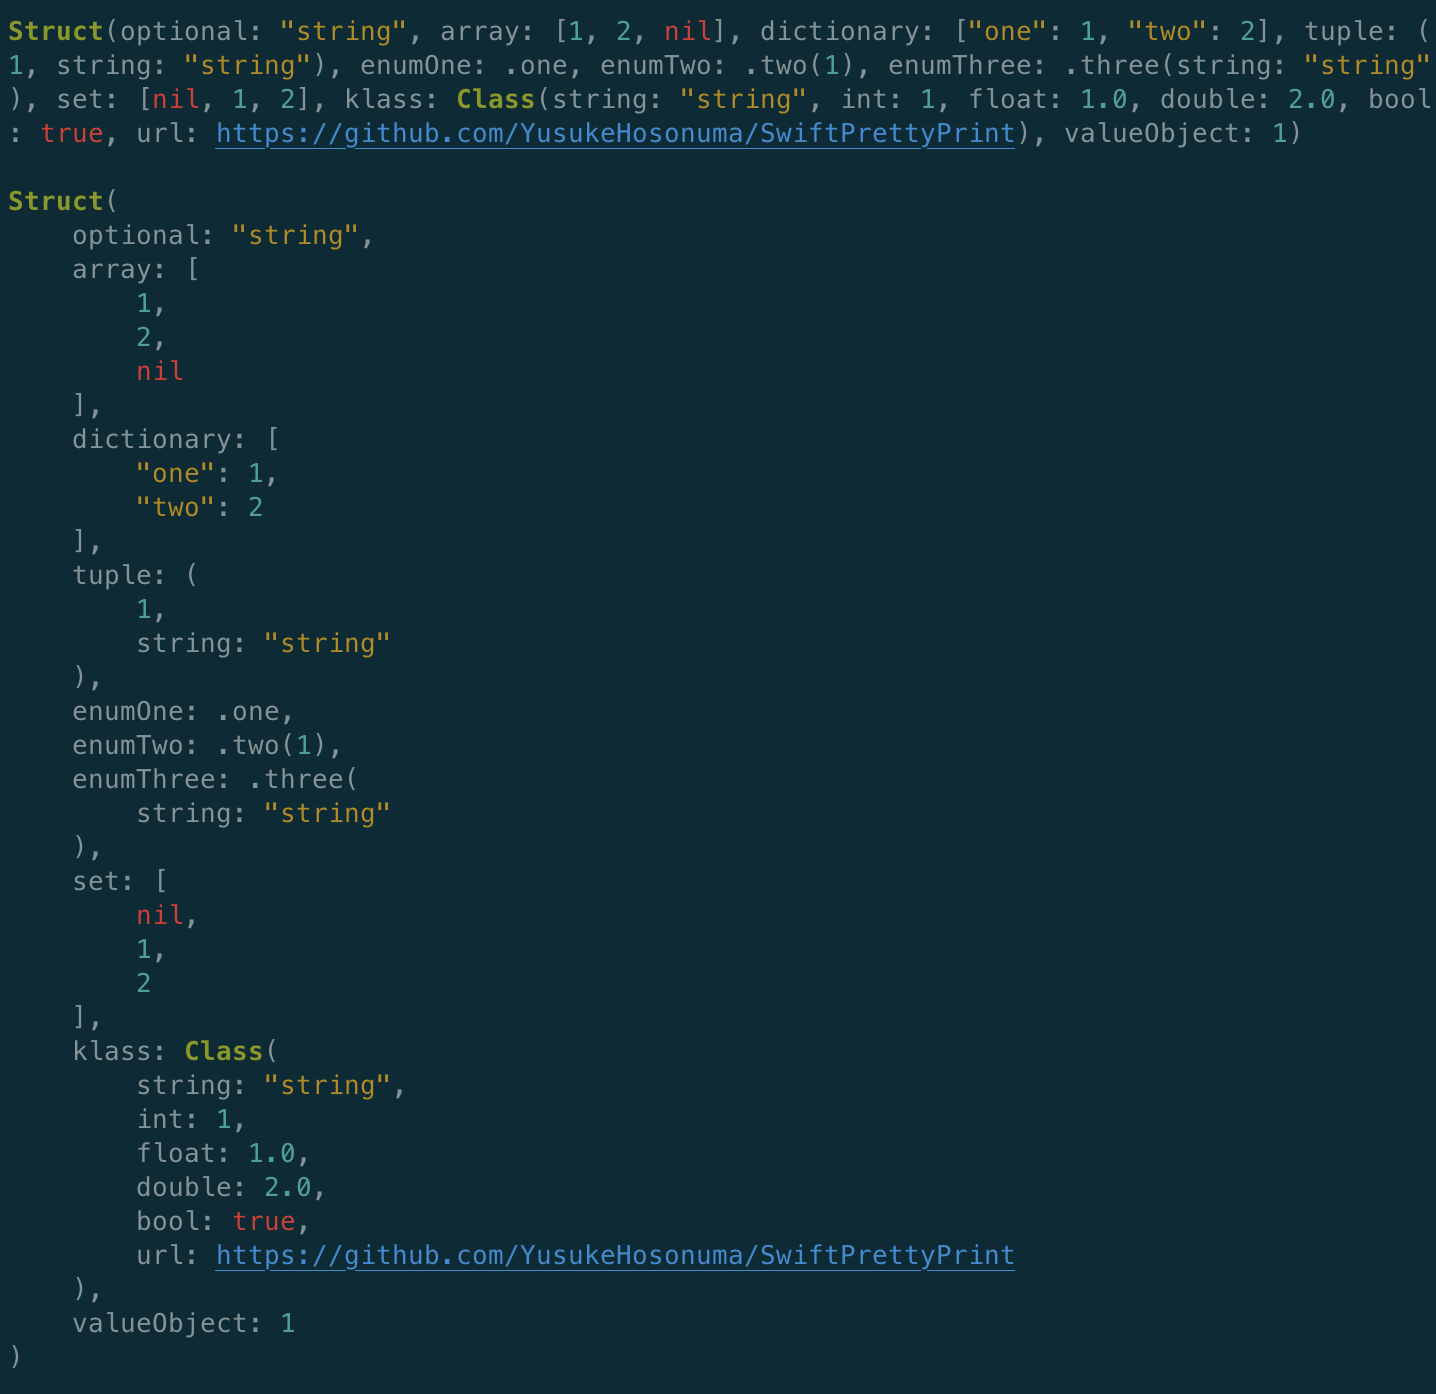 Struct(optional: "string", array: [1, 2, nil], dictionary: ["one": 1, "two": 2], tuple: (
1, string: "string"), enumOne: .one, enumTwo: .two(1), enumThree: .three(string: "string"
), set: [nil, 1, 2], klass: Class(string: "string", int: 1, float: 1.0, double: 2.0, bool
: true, url: https://github.com/YusukeHosonuma/SwiftPrettyPrint), valueObject: 1)

Struct(
    optional: "string",
    array: [
        1,
        2,
        nil
    ],
    dictionary: [
        "one": 1,
        "two": 2
    ],
    tuple: (
        1,
        string: "string"
    ),
    enumOne: .one,
    enumTwo: .two(1),
    enumThree: .three(
        string: "string"
    ),
    set: [
        nil,
        1,
        2
    ],
    klass: Class(
        string: "string",
        int: 1,
        float: 1.0,
        double: 2.0,
        bool: true,
        url: https://github.com/YusukeHosonuma/SwiftPrettyPrint
    ),
    valueObject: 1
)